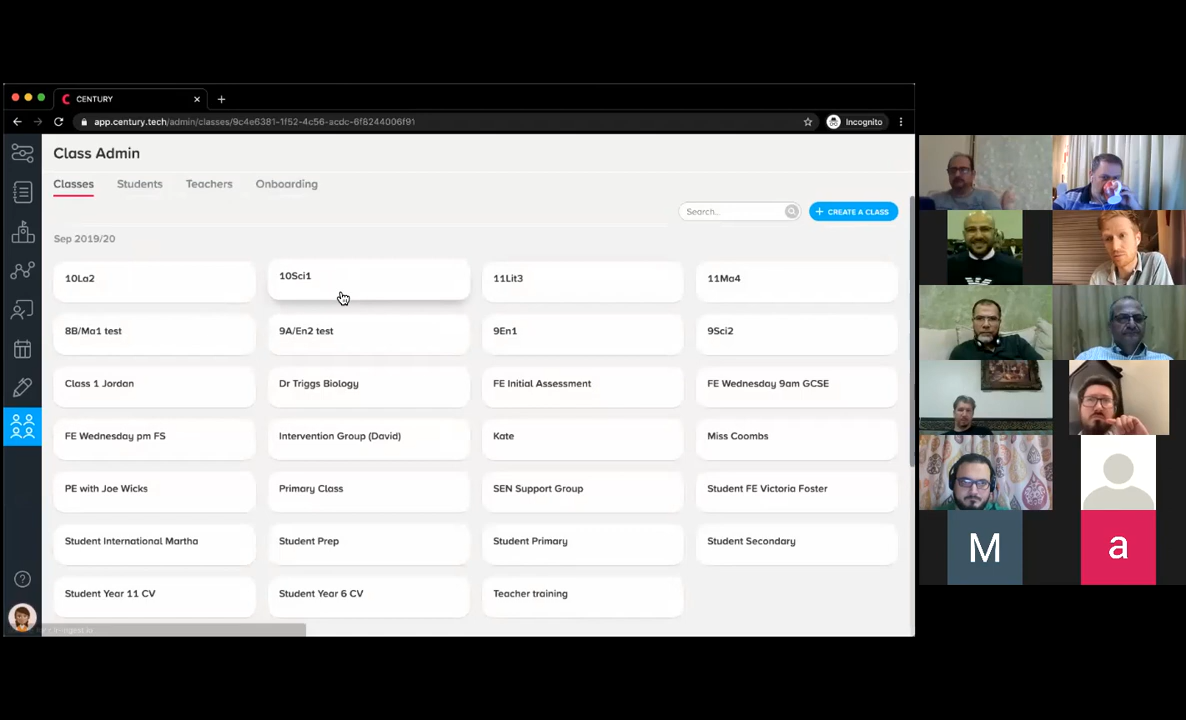 CENTURY
app.century.tech/admin/classes/9c4e6381-1f52-4c56-acdc-6f8244006f91
Incognito
Class Admin
Classes Students Teachers Onboarding
Search...
+ CREATE A CLASS
Sep 2019/20
10La2 10Sci1 11Lit3 11Ma4
8B/Ma1 test 9A/En2 test 9En1 9Sci2
Class 1 Jordan Dr Triggs Biology FE Initial Assessment FE Wednesday 9am GCSE
FE Wednesday pm FS Intervention Group (David) Kate Miss Coombs
PE with Joe Wicks Primary Class SEN Support Group Student FE Victoria Foster
Student International Martha Student Prep Student Primary Student Secondary
Student Year 11 CV Student Year 6 CV Teacher training
M a